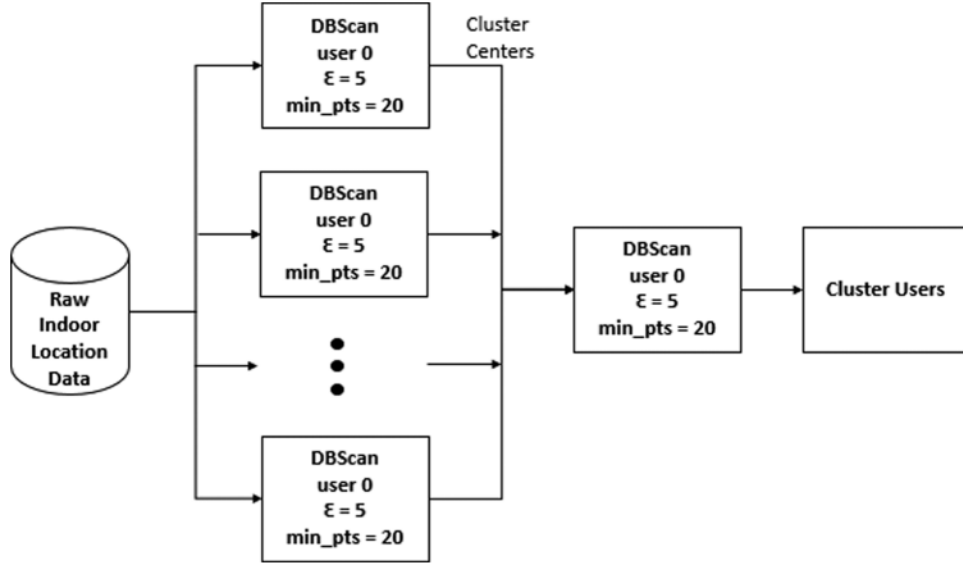 DBScan
user 0
Ɛ = 5
min_pts = 20
Cluster
Centers
DBScan
user 0
Ɛ = 5
min_pts = 20
Raw
Indoor
Location
Data
DBScan
user 0
Ɛ = 5
min_pts = 20
Cluster Users
DBScan
user 0
Ɛ = 5
min_pts = 20